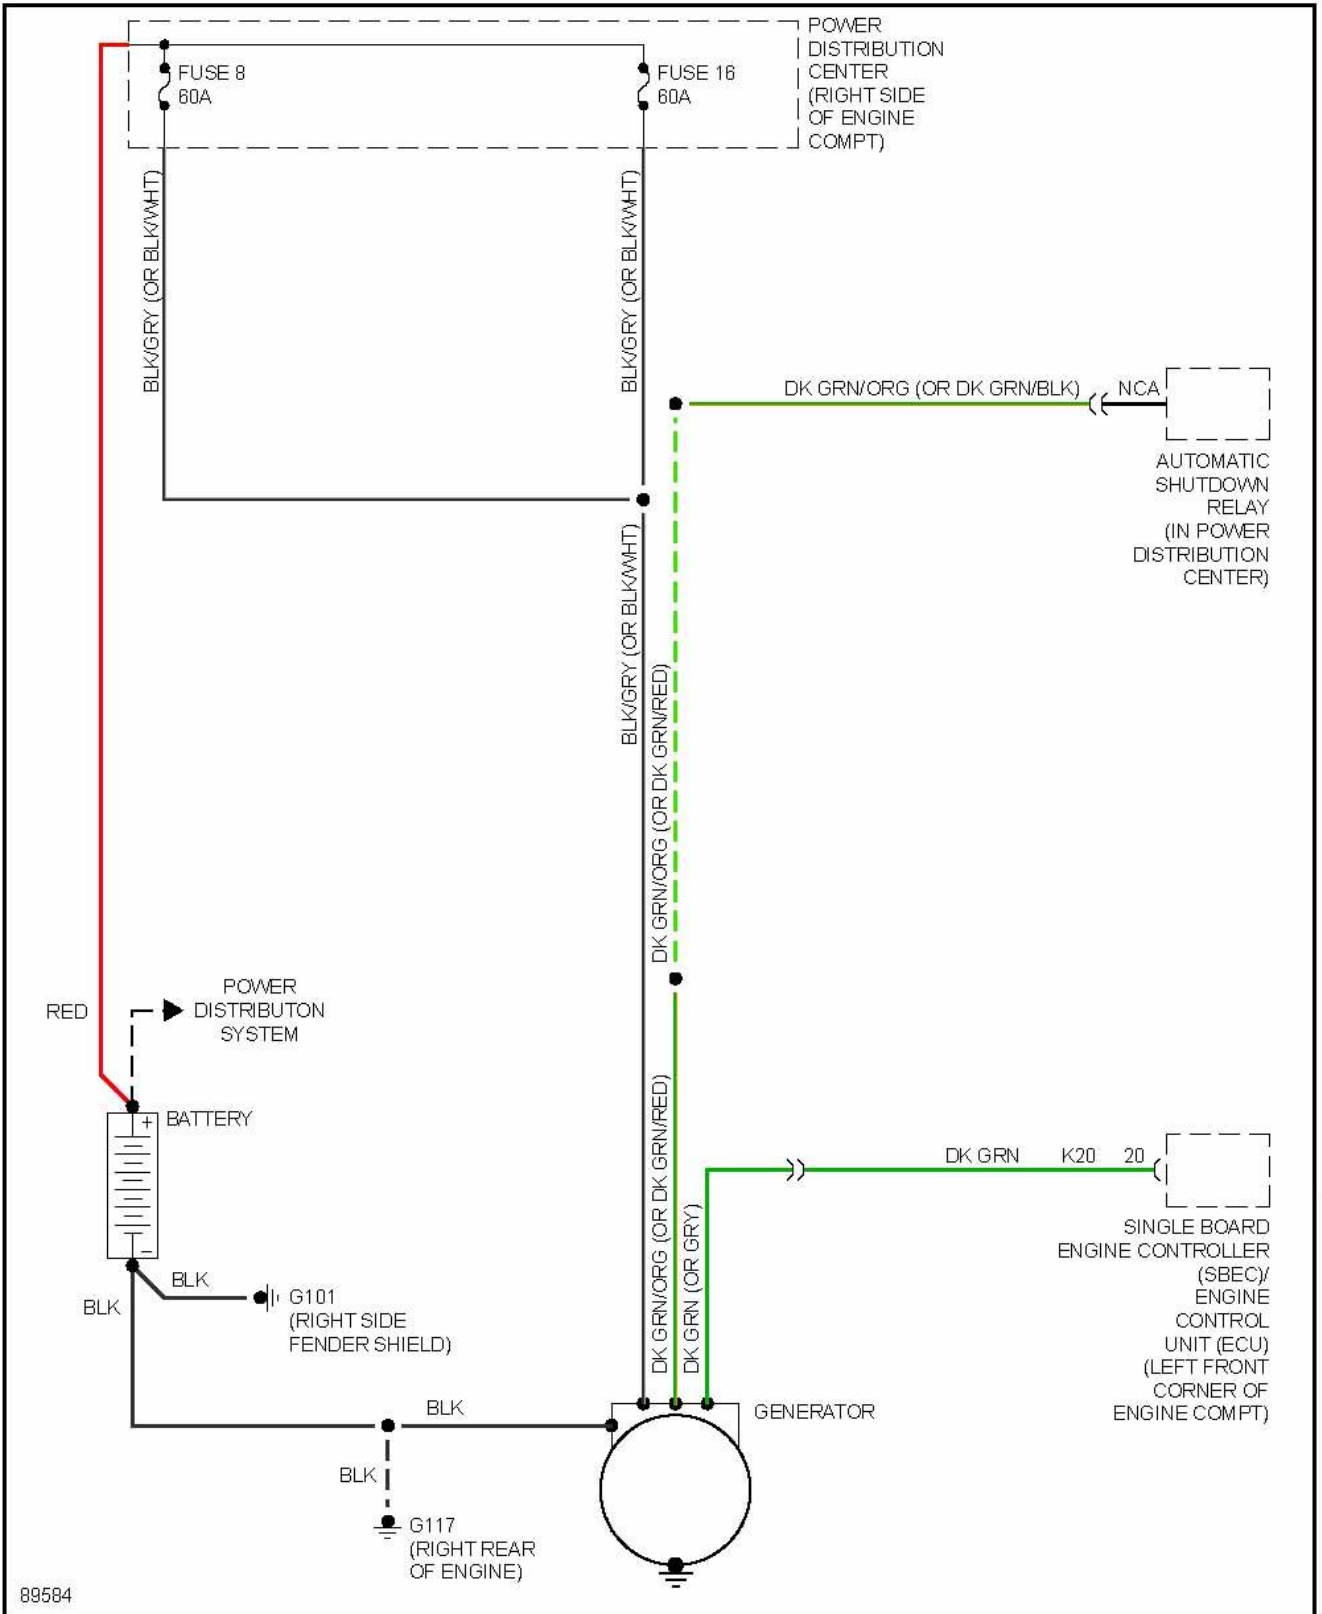 POWER
DISTRIBUTION
CENTER
(RIGHT SIDE
OF ENGINE
COMPT)
FUSE 8
60A
FUSE 16
60A
BLK/GRY (OR BLK/WHT)
BLK/GRY (OR BLK/WHT)
DK GRN/ORG (OR DK GRN/BLK)
NCA
AUTOMATIC
SHUTDOWN
RELAY
(IN POWER
DISTRIBUTION
CENTER)
BLK/GRY (OR BLK/WHT)
DK GRN/ORG (OR DK GRN/RED)
RED
POWER
DISTRIBUTON
SYSTEM
+
BATTERY
-
DK GRN/ORG (OR DK GRN/RED)
DK GRN (OR GRY)
DK GRN K20 20
SINGLE BOARD
ENGINE CONTROLLER
(SBEC)/
ENGINE
CONTROL
UNIT (ECU)
(LEFT FRONT
CORNER OF
ENGINE COMPT)
BLK
BLK
G101
(RIGHT SIDE
FENDER SHIELD)
BLK
GENERATOR
BLK
G117
(RIGHT REAR
OF ENGINE)
89584